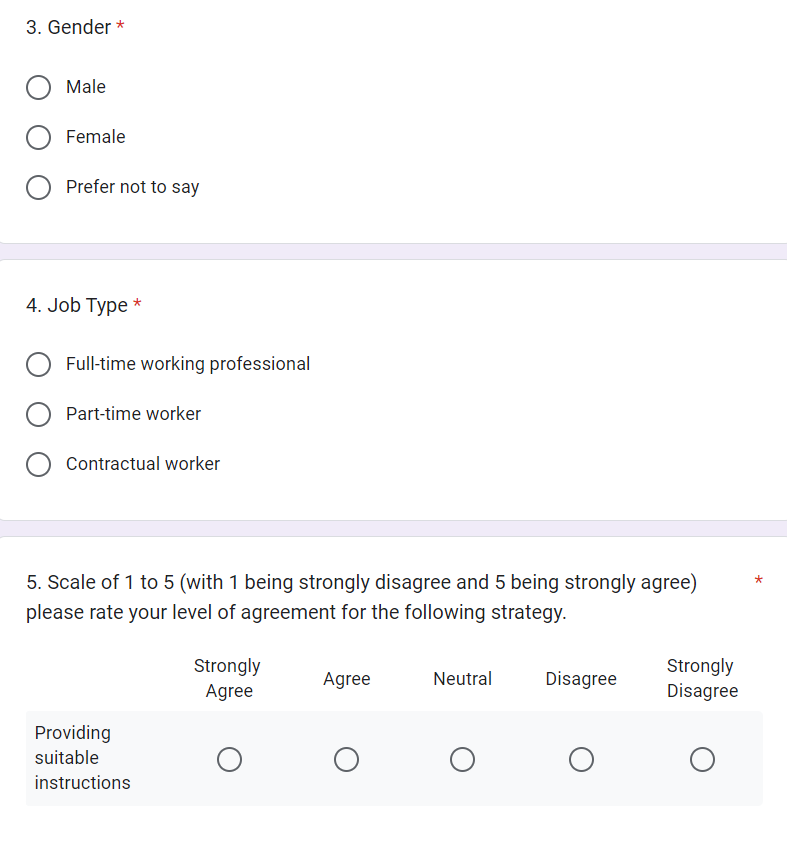 3. Gender *
Male
Female
Prefer not to say
4. Job Type *
Full-time working professional
Part-time worker
Contractual worker
5. Scale of 1 to 5 (with 1 being strongly disagree and 5 being strongly agree) *
please rate your level of agreement for the following strategy.
Strongly Agree Agree Neutral Disagree Strongly Disagree
Providing
suitable
instructions